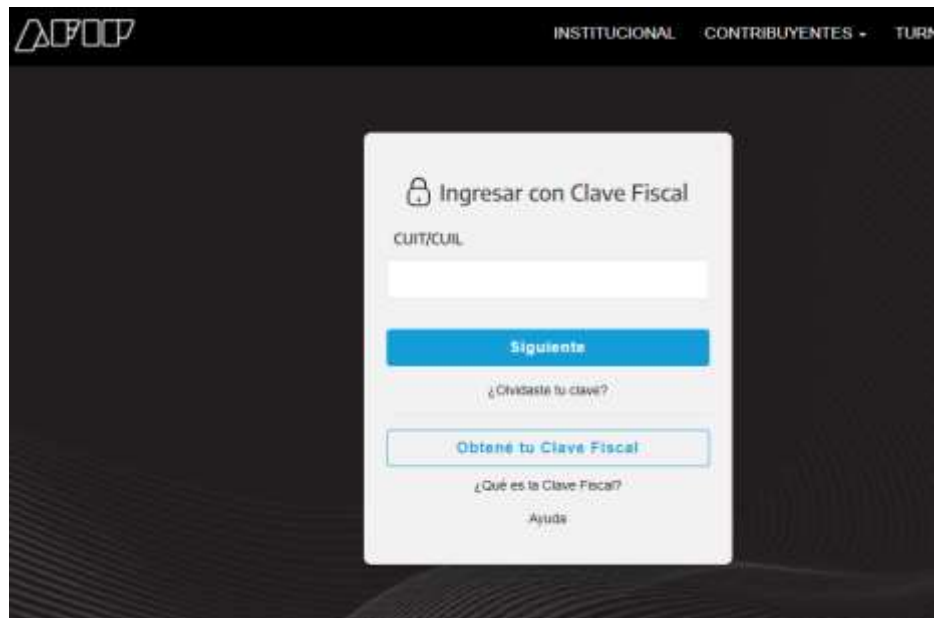 AFIP
INSTITUCIONAL CONTRIBUYENTES TURN
Ingresar con Clave Fiscal
CUIT/CUIL
Siguiente
¿Olvidaste tu clave?
Obtené tu Clave Fiscal
¿Qué es la Clave Fiscal?
Ayuda